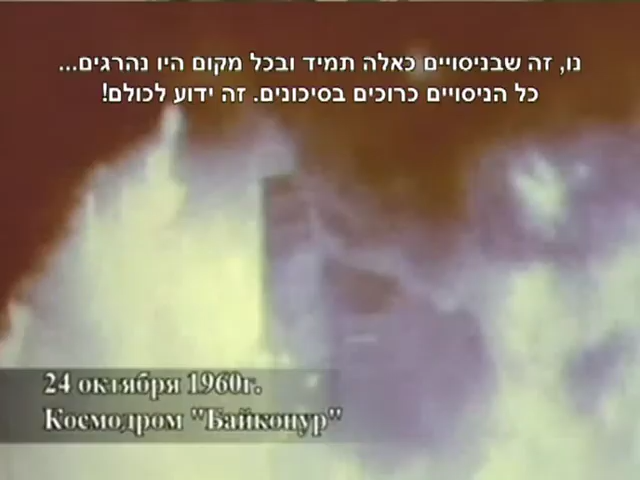 נו, זה שבניסויים כאלה תמיד ובכל מקום היו נהרגים...
כל הניסויים כרוכים בסיכונים. זה ידוע לכולם!
24 октября 1960г.
Космодром "Байконур"